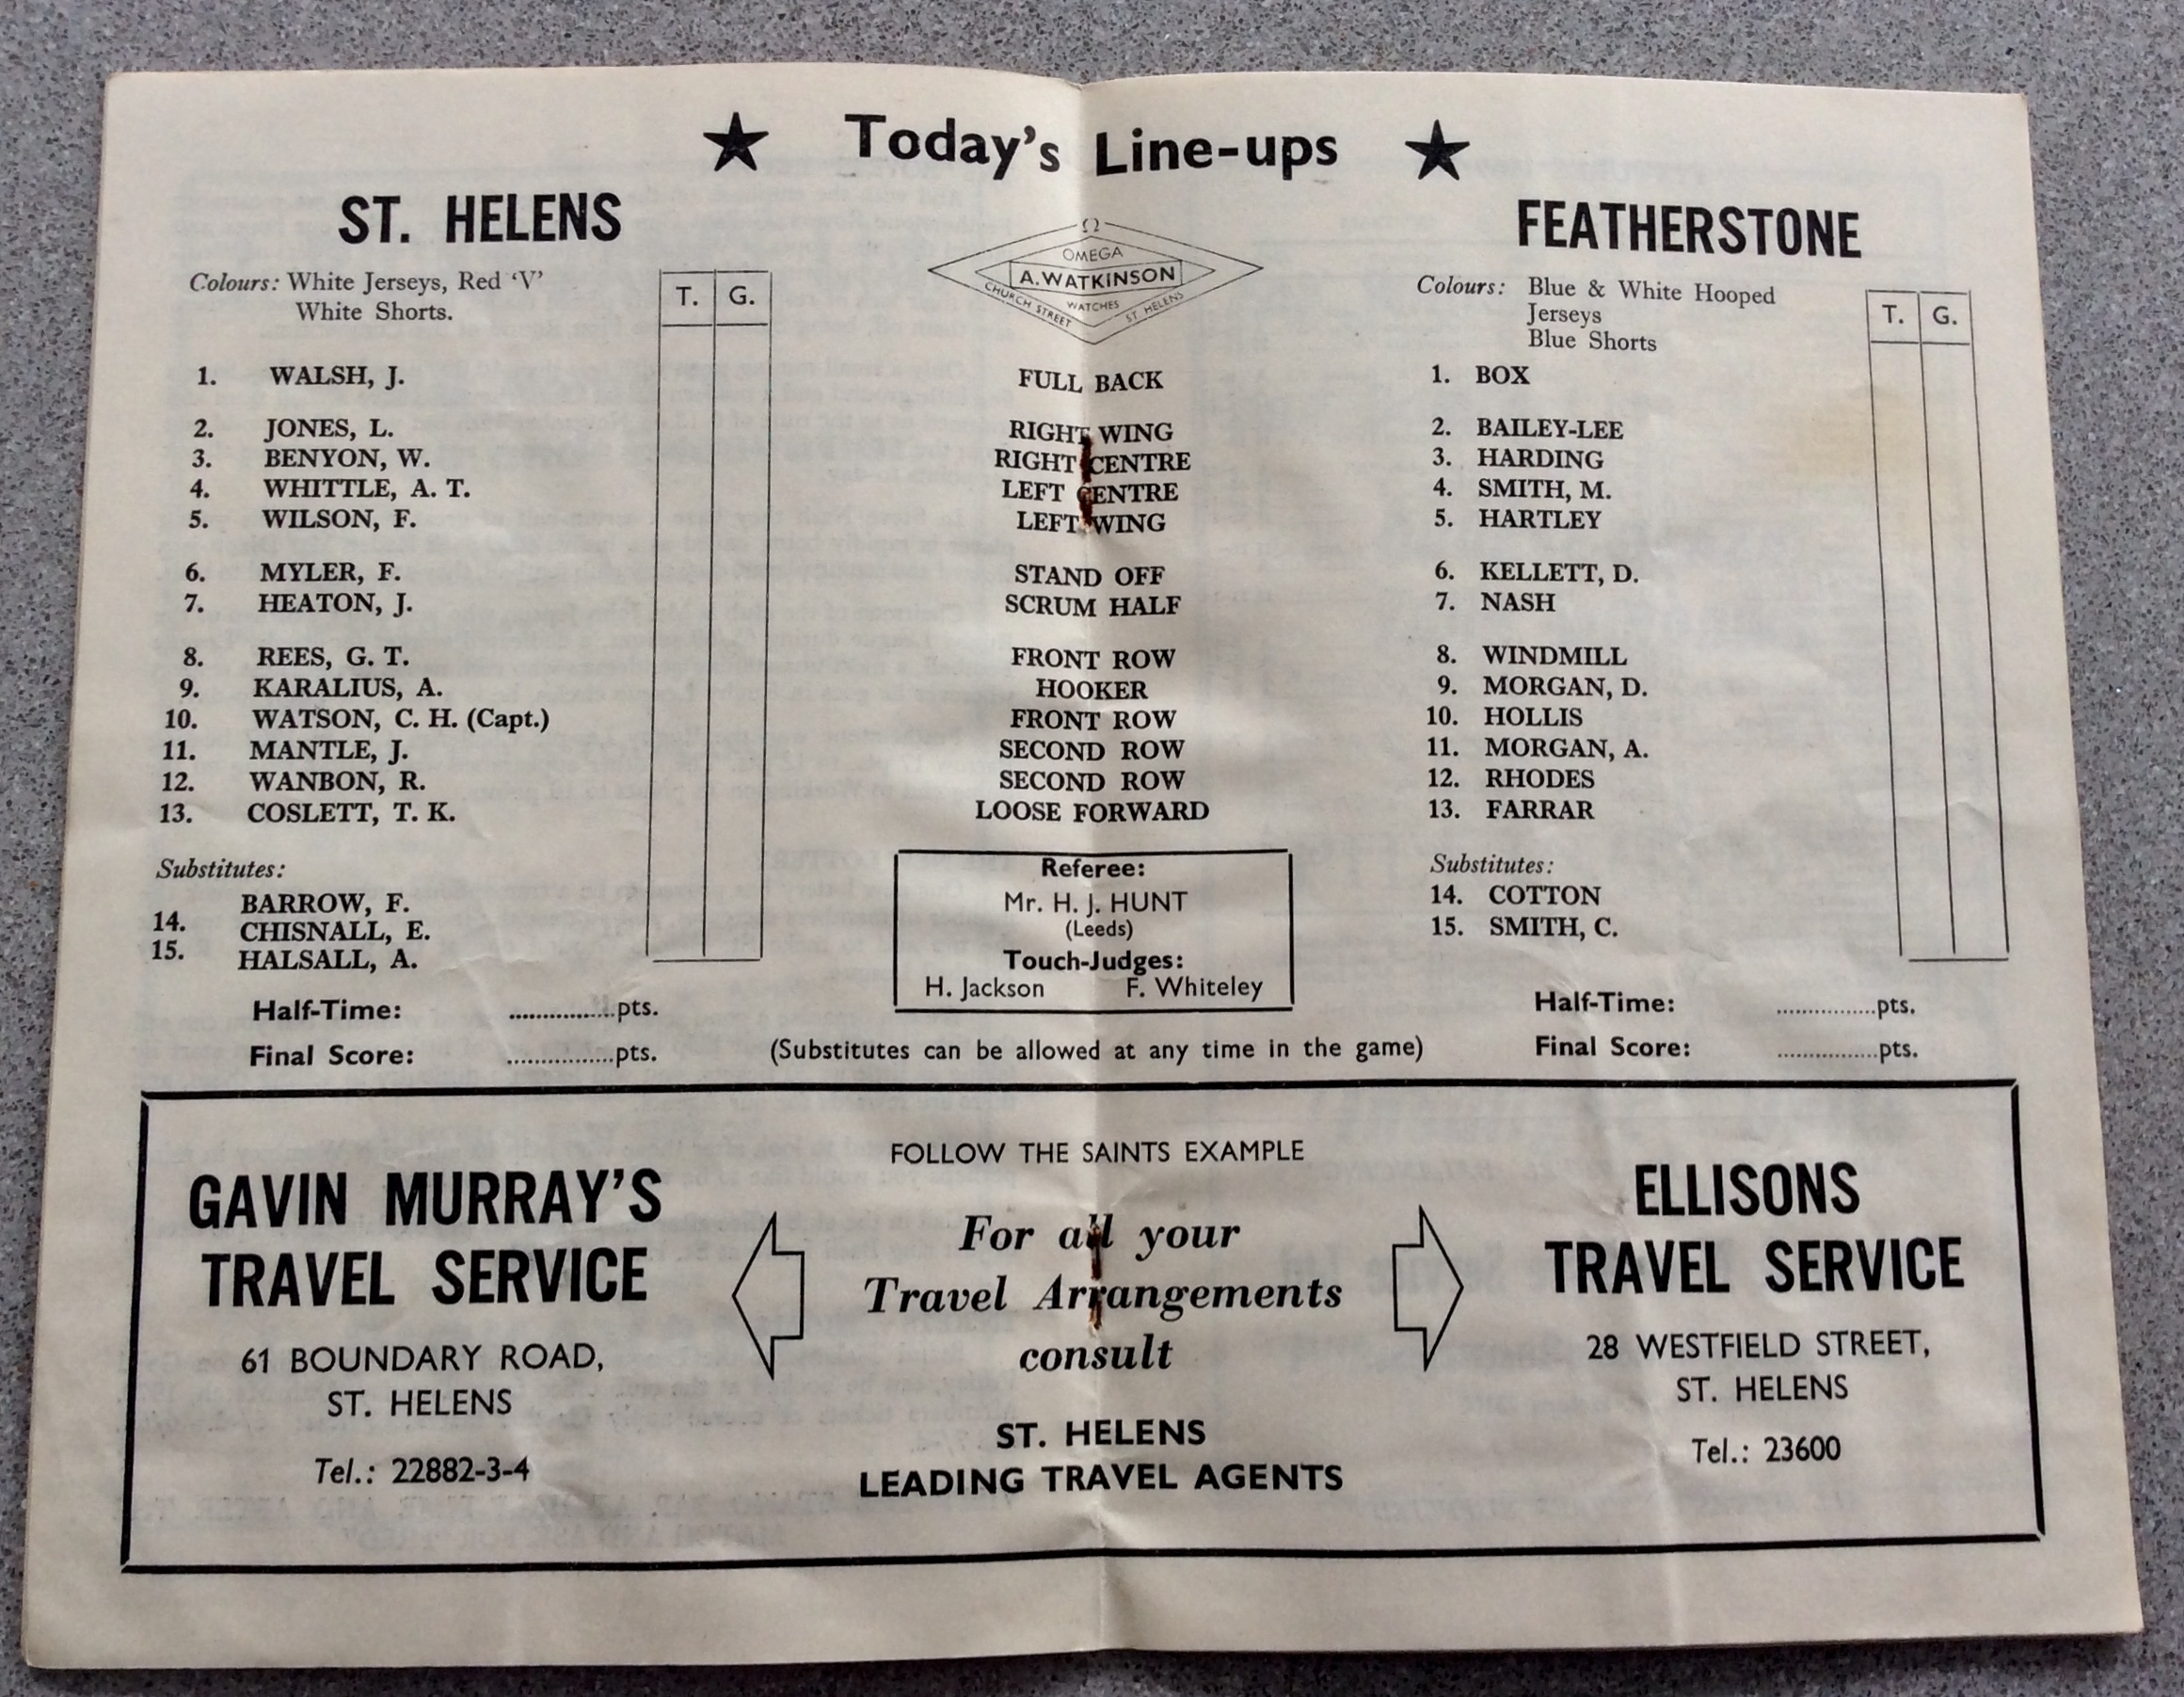 ★ Today's Line-ups ★
ST. HELENS
Colours: White Jerseys, Red 'V'
White Shorts.
T. G.
1. WALSH, J.
2. JONES, L.
3. BENYON, W.
4. WHITTLE, A. T.
5. WILSON, F.
6. MYLER, F.
7. HEATON, J.
8. REES, G. T.
9. KARALIUS, A.
10. WATSON, C. H. (Capt.)
11. MANTLE, J.
12. WANBON, R.
13. COSLETT, T. K.
Substitutes:
BARROW, F.
14. CHISNALL, E.
15. HALSALL, A.
Half-Time: ................pts.
Final Score: ................pts.
Ω
OMEGA
A. WATKINSON
WATCHES
CHURCH STREET ST. HELENS
FULL BACK
RIGHT WING
RIGHT CENTRE
LEFT CENTRE
LEFT WING
STAND OFF
SCRUM HALF
FRONT ROW
HOOKER
FRONT ROW
SECOND ROW
SECOND ROW
LOOSE FORWARD
Referee:
Mr. H. J. HUNT
(Leeds)
Touch-Judges:
H. Jackson F. Whiteley
(Substitutes can be allowed at any time in the game)
FEATHERSTONE
Colours: Blue & White Hooped
Jerseys
Blue Shorts
T. G.
1. BOX
2. BAILEY-LEE
3. HARDING
4. SMITH, M.
5. HARTLEY
6. KELLETT, D.
7. NASH
8. WINDMILL
9. MORGAN, D.
10. HOLLIS
11. MORGAN, A.
12. RHODES
13. FARRAR
Substitutes:
14. COTTON
15. SMITH, C.
Half-Time: ................pts.
Final Score: ................pts.
GAVIN MURRAY'S
TRAVEL SERVICE
61 BOUNDARY ROAD,
ST. HELENS
Tel.: 22882-3-4
FOLLOW THE SAINTS EXAMPLE
For all your
Travel Arrangements
consult
ST. HELENS
LEADING TRAVEL AGENTS
ELLISONS
TRAVEL SERVICE
28 WESTFIELD STREET,
ST. HELENS
Tel.: 23600